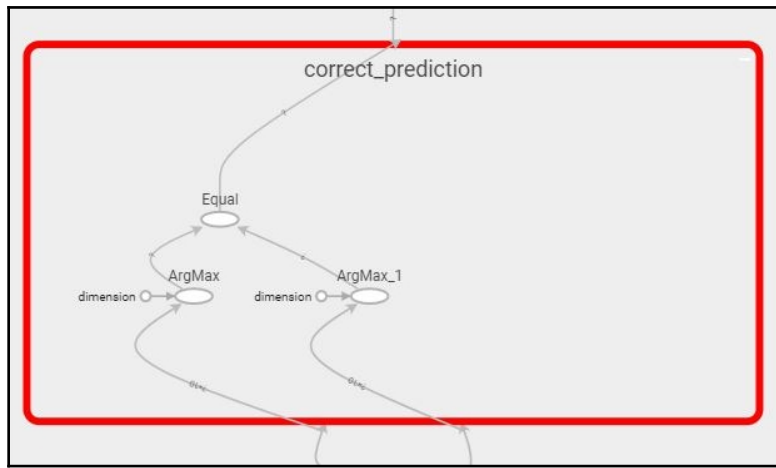 correct_prediction
Equal
ArgMax
ArgMax_1
dimension
dimension